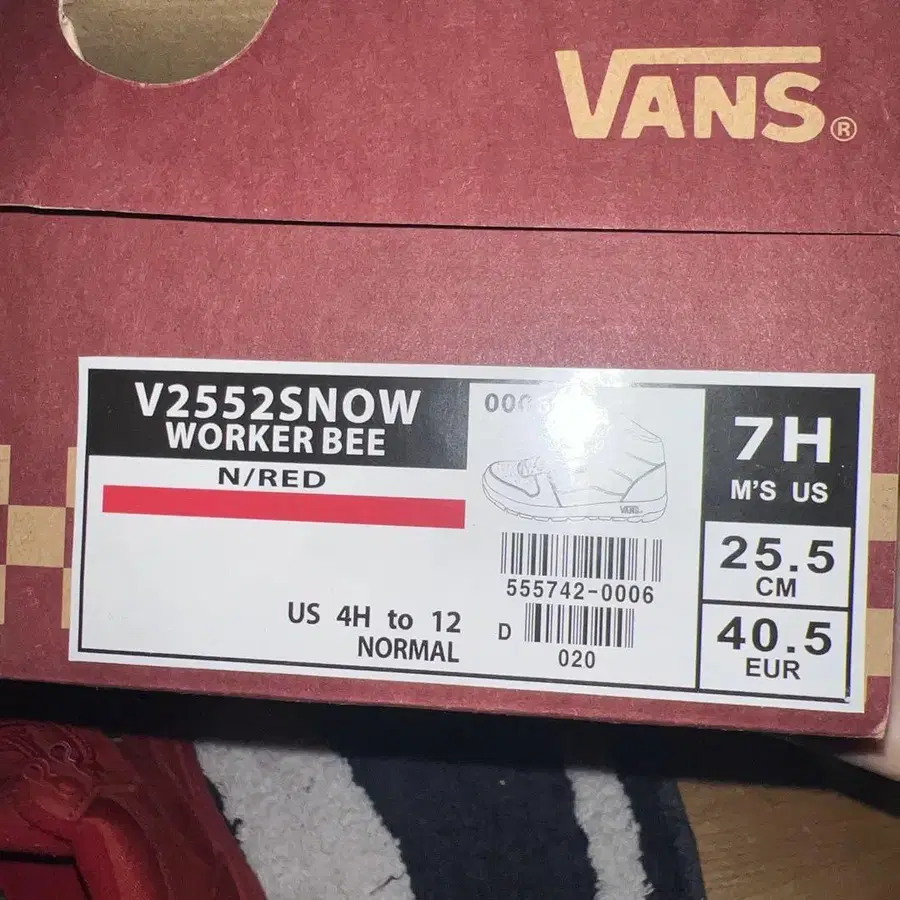 VANS®
V2552SNOW
WORKER BEE
N/RED
US 4H to 12
NORMAL
VANS
555742-0006
D
020
7H
M'S US
25.5
CM
40.5
EUR